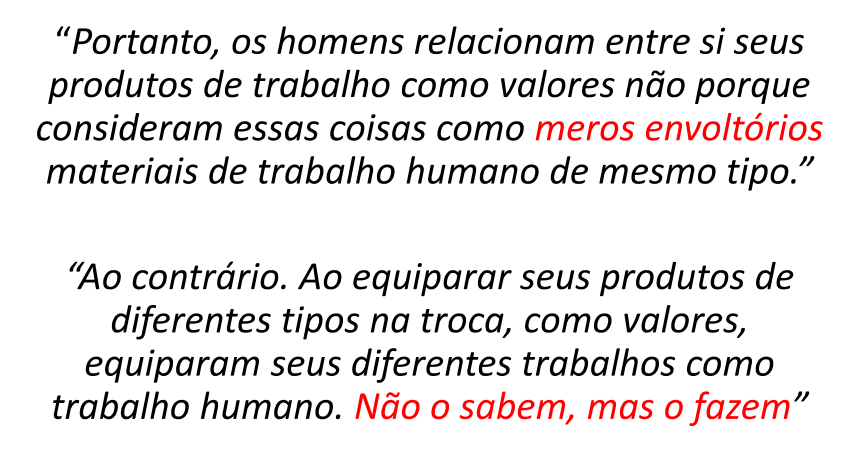 “Portanto, os homens relacionam entre si seus
produtos de trabalho como valores não porque
consideram essas coisas como meros envoltórios
materiais de trabalho humano de mesmo tipo.”
“Ao contrário. Ao equiparar seus produtos de
diferentes tipos na troca, como valores,
equiparam seus diferentes trabalhos como
trabalho humano. Não o sabem, mas o fazem”